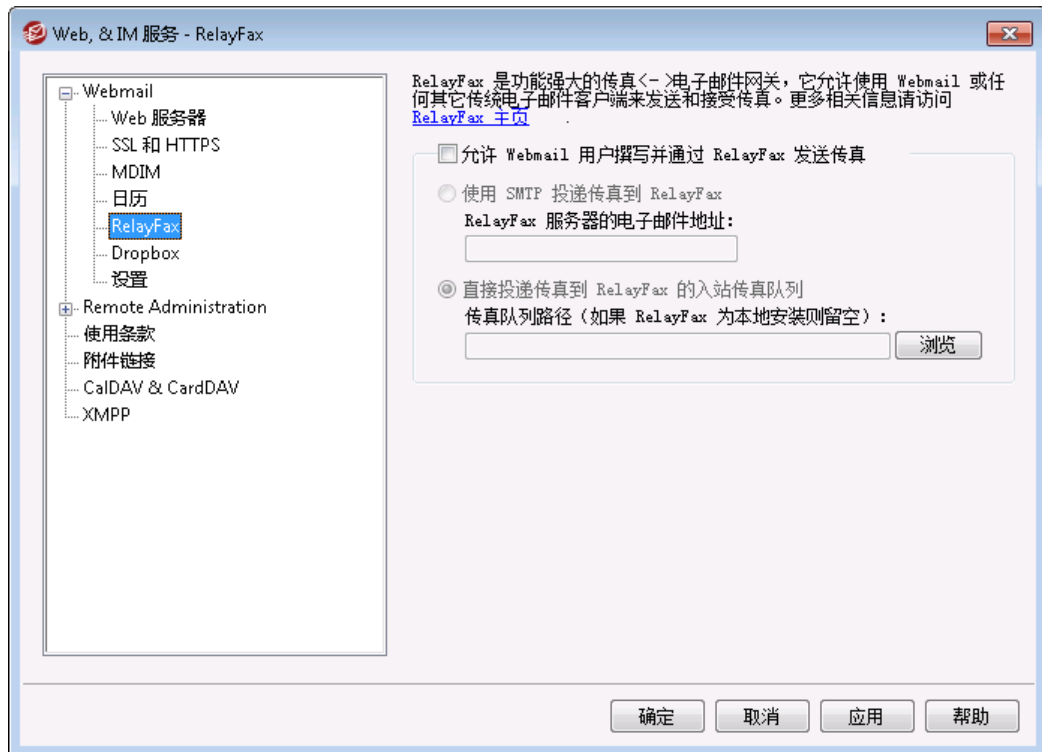 Web, & IM 服务 - RelayFax
Webmail
Web 服务器
SSL 和 HTTPS
MDIM
日历
RelayFax
Dropbox
设置
Remote Administration
使用条款
附件链接
CalDAV & CardDAV
XMPP
RelayFax 是功能强大的传真<->电子邮件网关，它允许使用 Webmail 或任
何其它传统电子邮件客户端来发送和接受传真。更多相关信息请访问
RelayFax 主页 .
允许 Webmail 用户撰写并通过 RelayFax 发送传真
使用 SMTP 投递传真到 RelayFax
RelayFax 服务器的电子邮件地址:
直接投递传真到 RelayFax 的入站传真队列
传真队列路径（如果 RelayFax 为本地安装则留空）:
浏览
确定
取消
应用
帮助